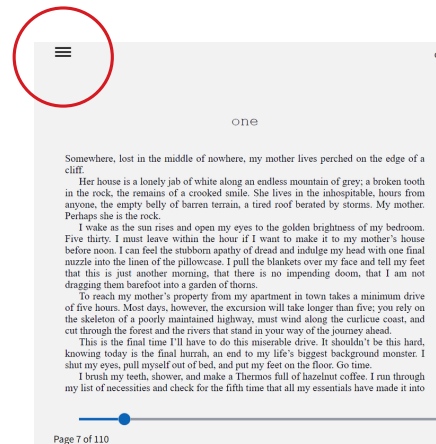 one
Somewhere, lost in the middle of nowhere, my mother lives perched on the edge of a
cliff.
Her house is a lonely jab of white along an endless mountain of grey; a broken tooth
in the rock, the remains of a crooked smile. She lives in the inhospitable, hours from
anyone, the empty belly of barren terrain, a tired roof berated by storms. My mother.
Perhaps she is the rock.
I wake as the sun rises and open my eyes to the golden brightness of my bedroom.
Five thirty. I must leave within the hour if I want to make it to my mother's house
before noon. I can feel the stubborn apathy of dread and indulge my head with one final
nuzzle into the linen of the pillowcase. I pull the blankets over my face and tell my feet
that this is just another morning, that there is no impending doom, that I am not
dragging them barefoot into a garden of thorns.
To reach my mother's property from my apartment in town takes a minimum drive
of five hours. Most days, however, the excursion will take longer than five; you rely on
the skeleton of a poorly maintained highway, must wind along the curlicue coast, and
cut through the forest and the rivers that stand in your way of the journey ahead.
This is the final time I'll have to do this miserable drive. It shouldn't be this hard,
knowing today is the final hurrah, an end to my life's biggest background monster. I
shut my eyes, pull myself out of bed, and put my feet on the floor. Go time.
I brush my teeth, shower, and make a Thermos full of hazelnut coffee. I run through
my list of necessities and check for the fifth time that all my essentials have made it into
Page 7 of 110